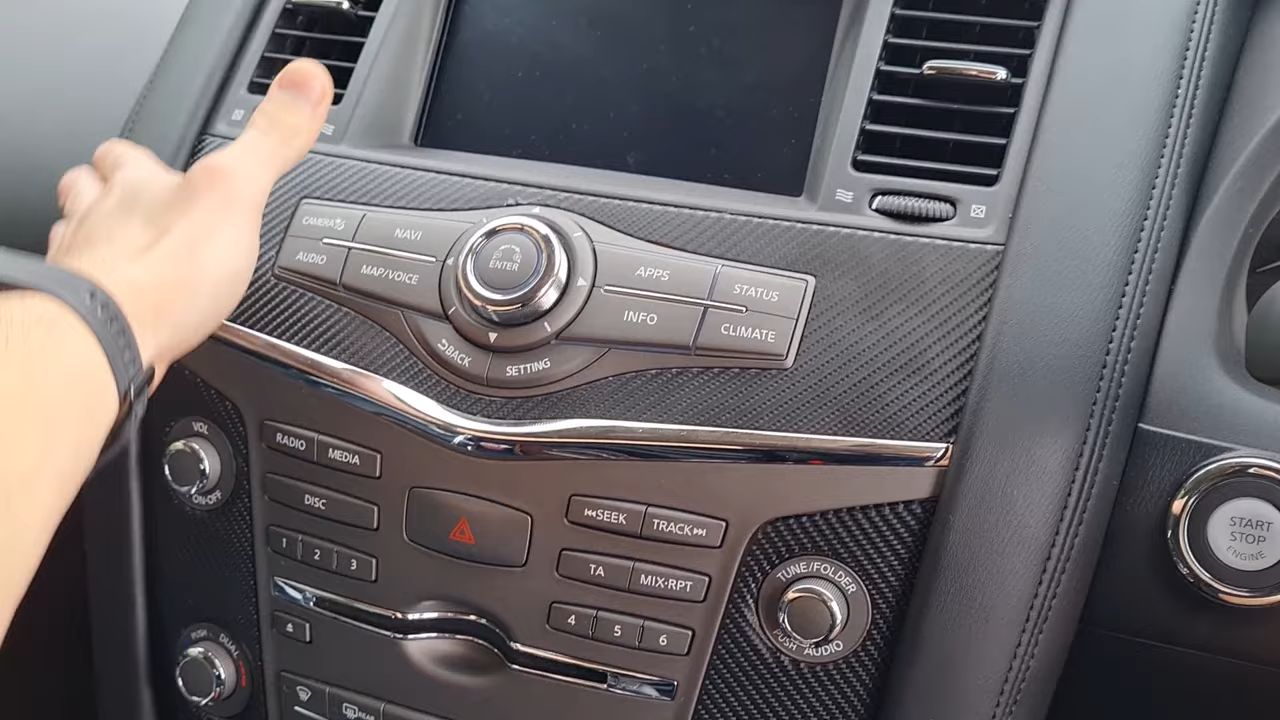 CAMERA
NAVI
AUDIO
MAP/VOICE
ENTER
BACK
SETTING
APPS
STATUS
INFO
CLIMATE
VOL
ON·OFF
RADIO
MEDIA
DISC
1
2
3
SEEK
TRACK
TA
MIX·RPT
4
5
6
TUNE/FOLDER
PUSH AUDIO
START
STOP
ENGINE
PUSH
DUAL
REAR